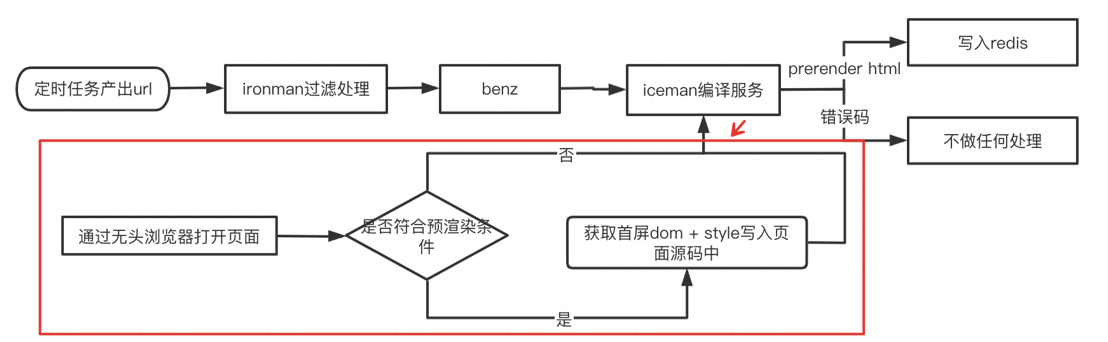 写入redis
prerender html
定时任务产出url
ironman过滤处理
benz
iceman编译服务
错误码
不做任何处理
否
通过无头浏览器打开页面
是否符合预渲染条
件
获取首屏dom + style写入页
面源码中
是